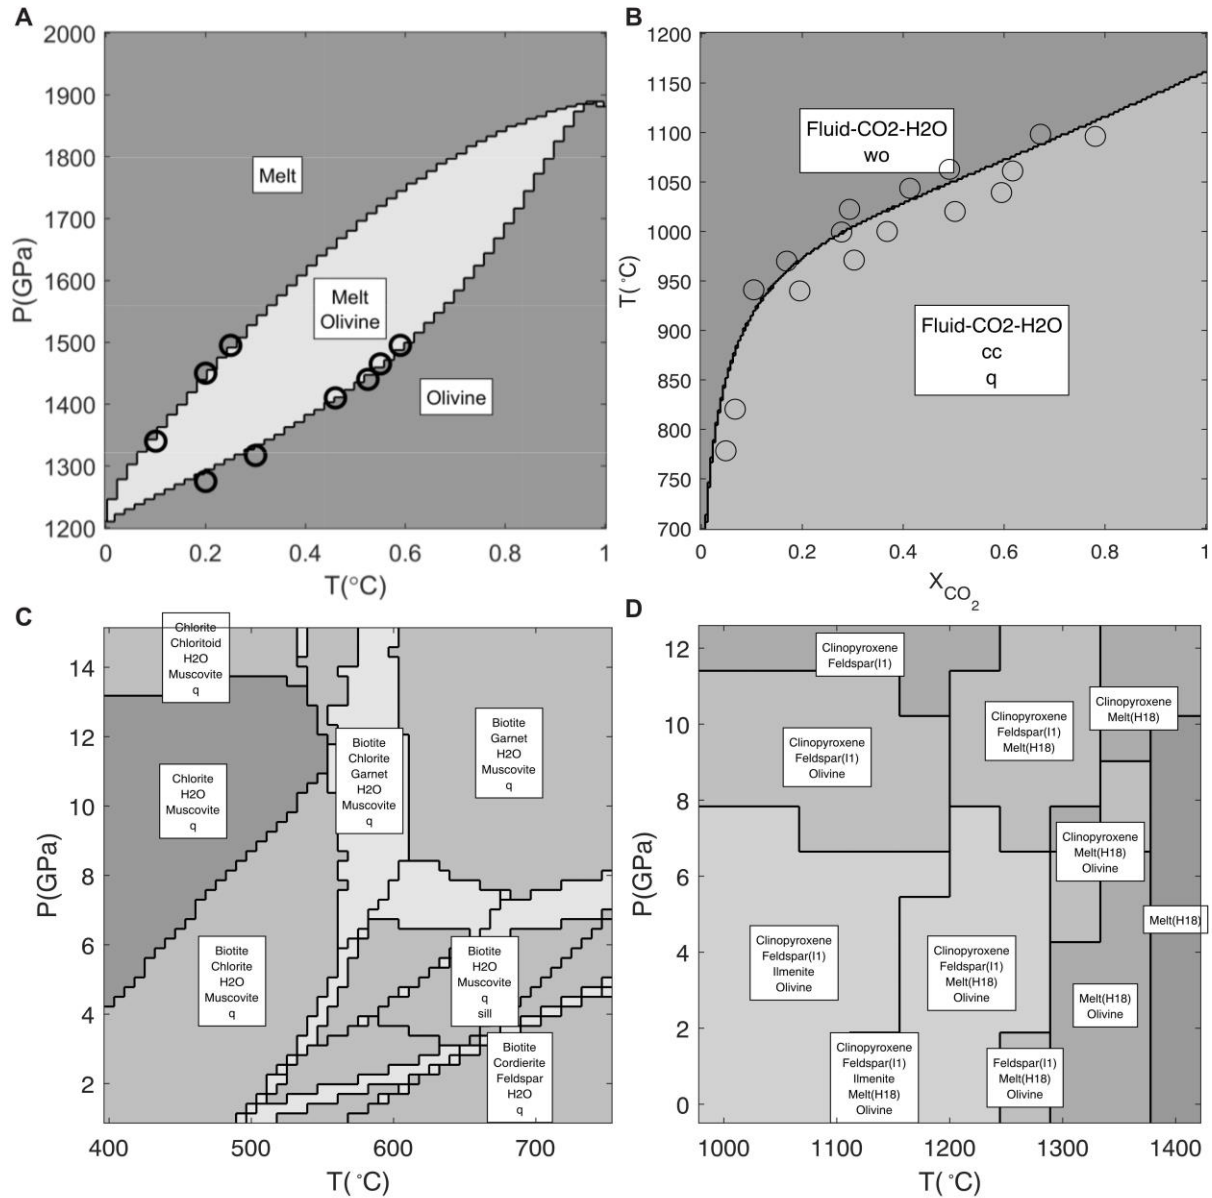 A
2000
1900
1800
1700
1600
1500
1400
1300
1200
P(GPa)
Melt
Melt
Olivine
Olivine
0
0.2
0.4
0.6
0.8
1
T(°C)
B
1200
1150
1100
1050
1000
950
900
850
800
750
700
T(°C)
Fluid-CO2-H2O
wo
Fluid-CO2-H2O
cc
q
0
0.2
0.4
0.6
0.8
1
X_CO2
C
14
12
10
8
6
4
2
P(GPa)
Chlorite
Chloritoid
H2O
Muscovite
q
Chlorite
H2O
Muscovite
q
Biotite
Chlorite
Garnet
H2O
Muscovite
q
Biotite
Garnet
H2O
Muscovite
q
Biotite
Chlorite
H2O
Muscovite
q
Biotite
H2O
Muscovite
q
sill
Biotite
Cordierite
Feldspar
H2O
q
400
500
600
700
T(°C)
D
12
10
8
6
4
2
0
P(GPa)
Clinopyroxene
Feldspar(I1)
Clinopyroxene
Feldspar(I1)
Olivine
Clinopyroxene
Feldspar(I1)
Melt(H18)
Clinopyroxene
Melt(H18)
Clinopyroxene
Melt(H18)
Olivine
Melt(H18)
Clinopyroxene
Feldspar(I1)
Ilmenite
Olivine
Clinopyroxene
Feldspar(I1)
Melt(H18)
Olivine
Melt(H18)
Olivine
Clinopyroxene
Feldspar(I1)
Ilmenite
Melt(H18)
Olivine
Feldspar(I1)
Melt(H18)
Olivine
1000
1100
1200
1300
1400
T(°C)